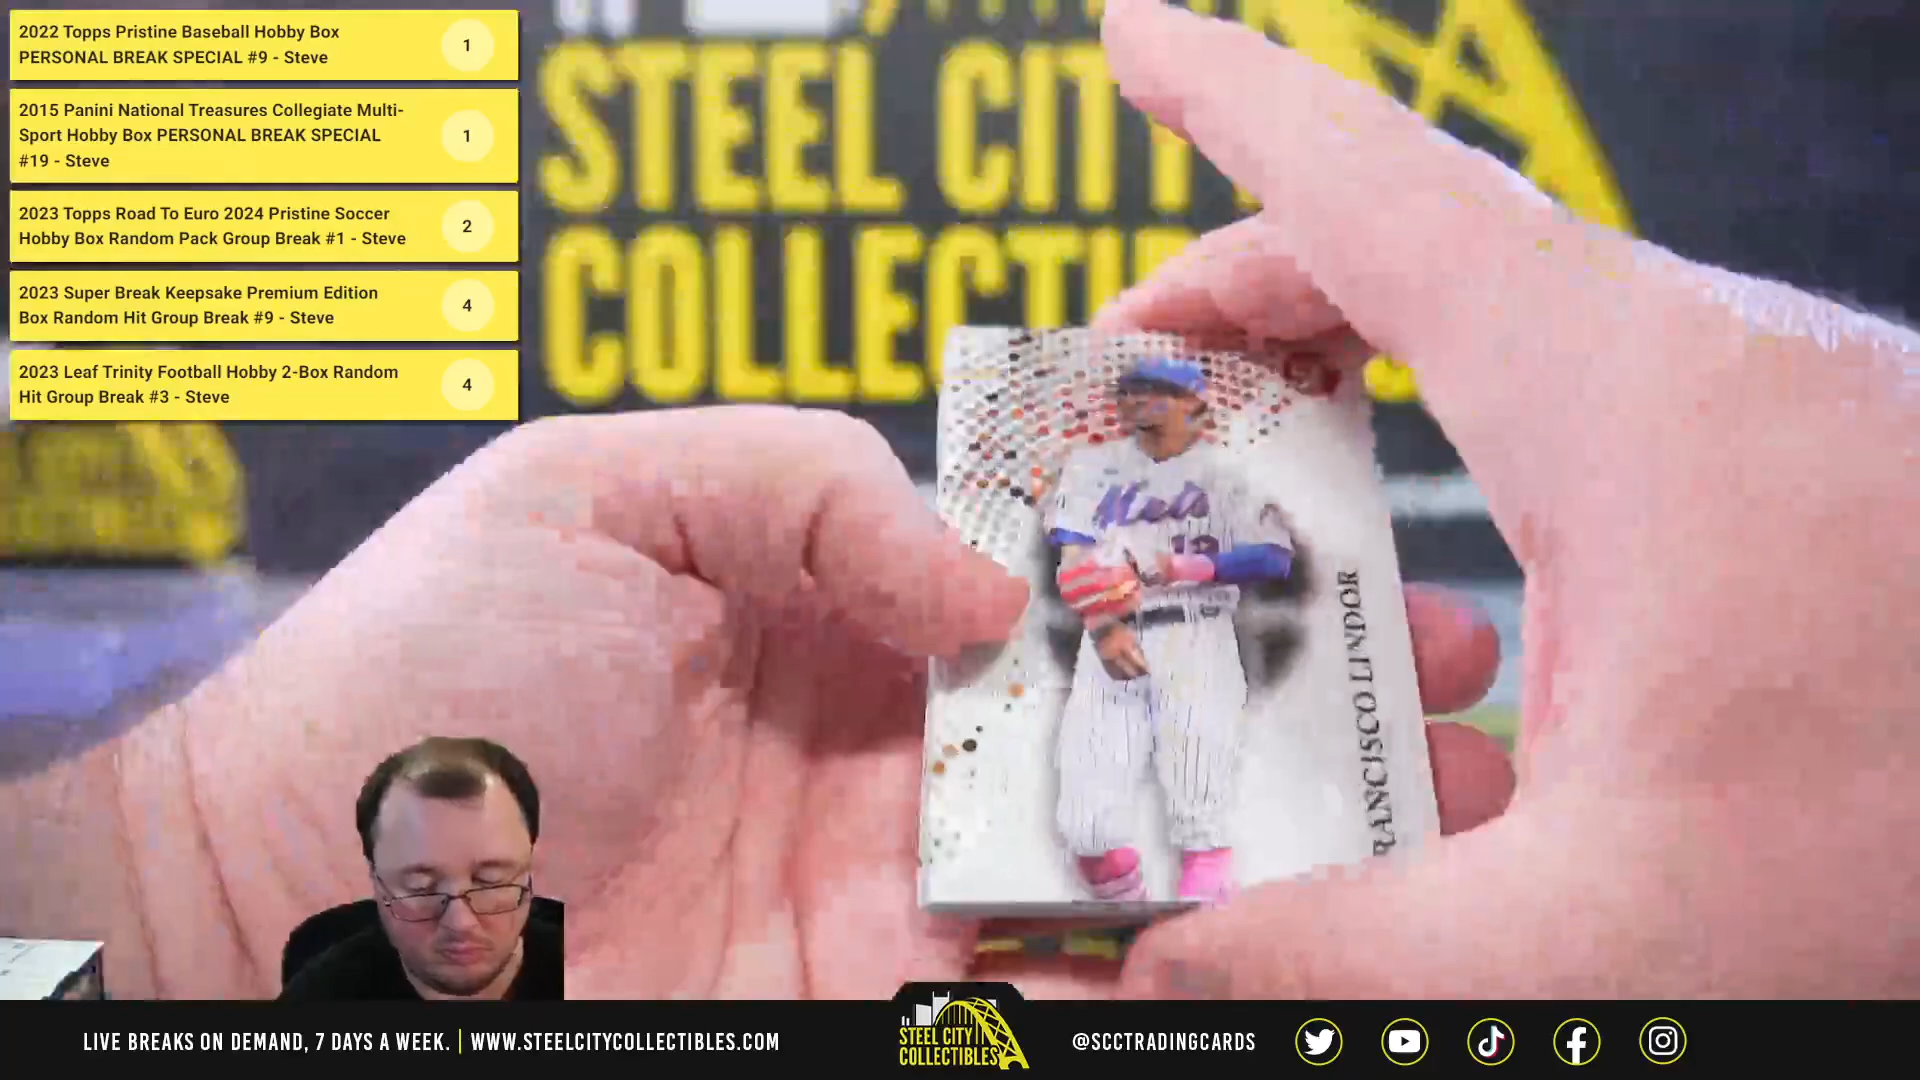 2022 Topps Pristine Baseball Hobby Box
PERSONAL BREAK SPECIAL #9 - Steve
1
2015 Panini National Treasures Collegiate Multi-
Sport Hobby Box PERSONAL BREAK SPECIAL
#19 - Steve
1
2023 Topps Road To Euro 2024 Pristine Soccer
Hobby Box Random Pack Group Break #1 - Steve
2
2023 Super Break Keepsake Premium Edition
Box Random Hit Group Break #9 - Steve
4
2023 Leaf Trinity Football Hobby 2-Box Random
Hit Group Break #3 - Steve
4
STEEL CITY
COLLECTIB
Mets
12
RANCISCO LINDOR
LIVE BREAKS ON DEMAND, 7 DAYS A WEEK. | WWW.STEELCITYCOLLECTIBLES.COM
STEEL CITY
COLLECTIBLES
@SCCTRADINGCARDS